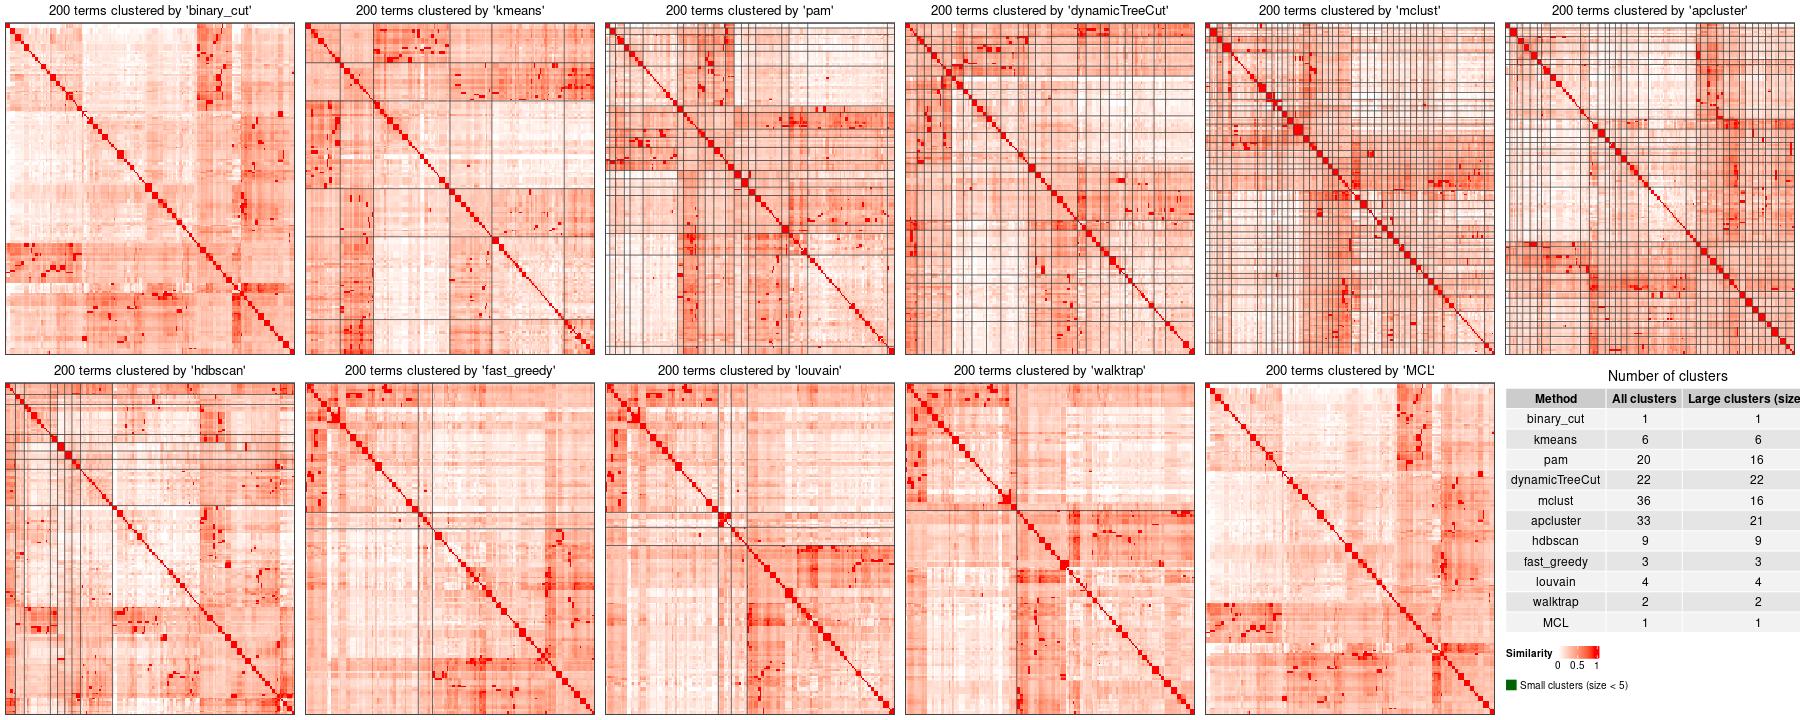 200 terms clustered by 'binary_cut'
200 terms clustered by 'kmeans'
200 terms clustered by 'pam'
200 terms clustered by 'dynamicTreeCut'
200 terms clustered by 'mclust'
200 terms clustered by 'apcluster'
200 terms clustered by 'hdbscan'
200 terms clustered by 'fast_greedy'
200 terms clustered by 'louvain'
200 terms clustered by 'walktrap'
200 terms clustered by 'MCL'
Number of clusters
Method All clusters Large clusters (size
binary_cut 1 1
kmeans 6 6
pam 20 16
dynamicTreeCut 22 22
mclust 36 16
apcluster 33 21
hdbscan 9 9
fast_greedy 3 3
louvain 4 4
walktrap 2 2
MCL 1 1
Similarity
0 0.5 1
Small clusters (size < 5)